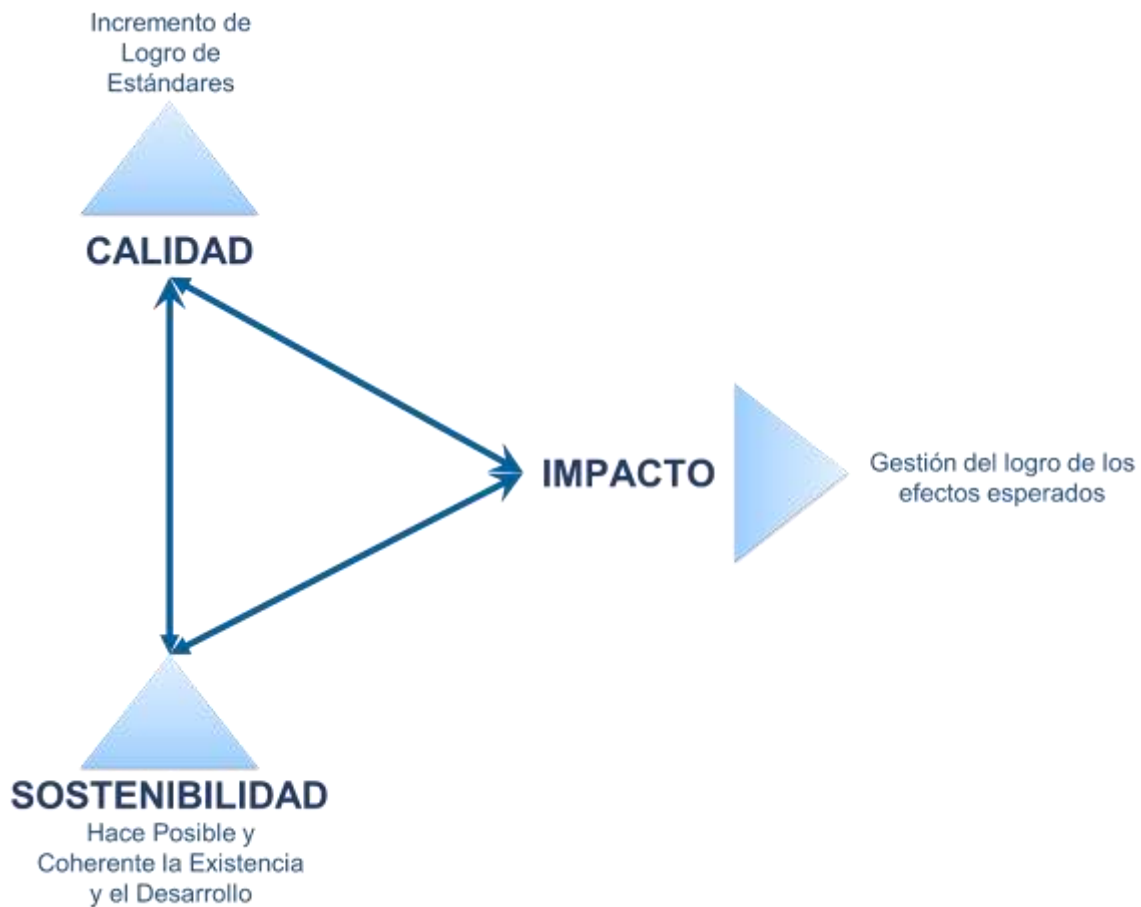 Incremento de
Logro de
Estándares
CALIDAD
IMPACTO
Gestión del logro de los
efectos esperados
SOSTENIBILIDAD
Hace Posible y
Coherente la Existencia
y el Desarrollo